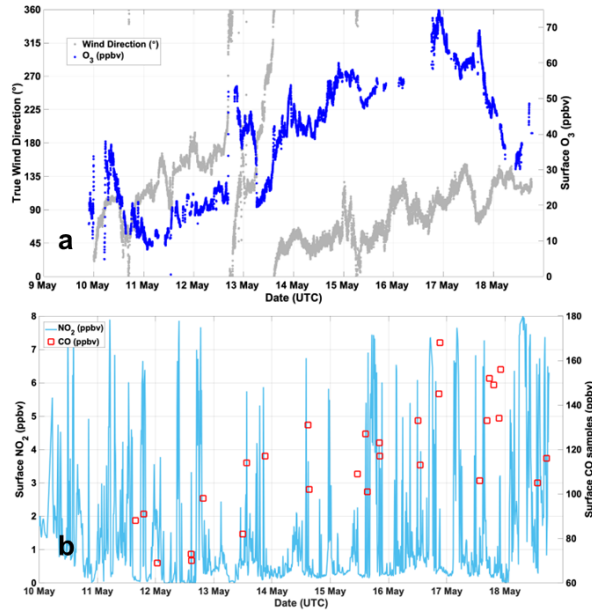 360
315
270
225
180
135
90
45
0
True Wind Direction (°)
Wind Direction (°)
O3 (ppbv)
70
60
50
40
30
20
10
0
Surface O3 (ppbv)
a
9 May 10 May 11 May 12 May 13 May 14 May 15 May 16 May 17 May 18 May
Date (UTC)
8
7
6
5
4
3
2
1
0
Surface NO2 (ppbv)
NO2 (ppbv)
CO (ppbv)
180
160
140
120
100
80
60
Surface CO samples (ppbv)
b
10 May 11 May 12 May 13 May 14 May 15 May 16 May 17 May 18 May
Date (UTC)